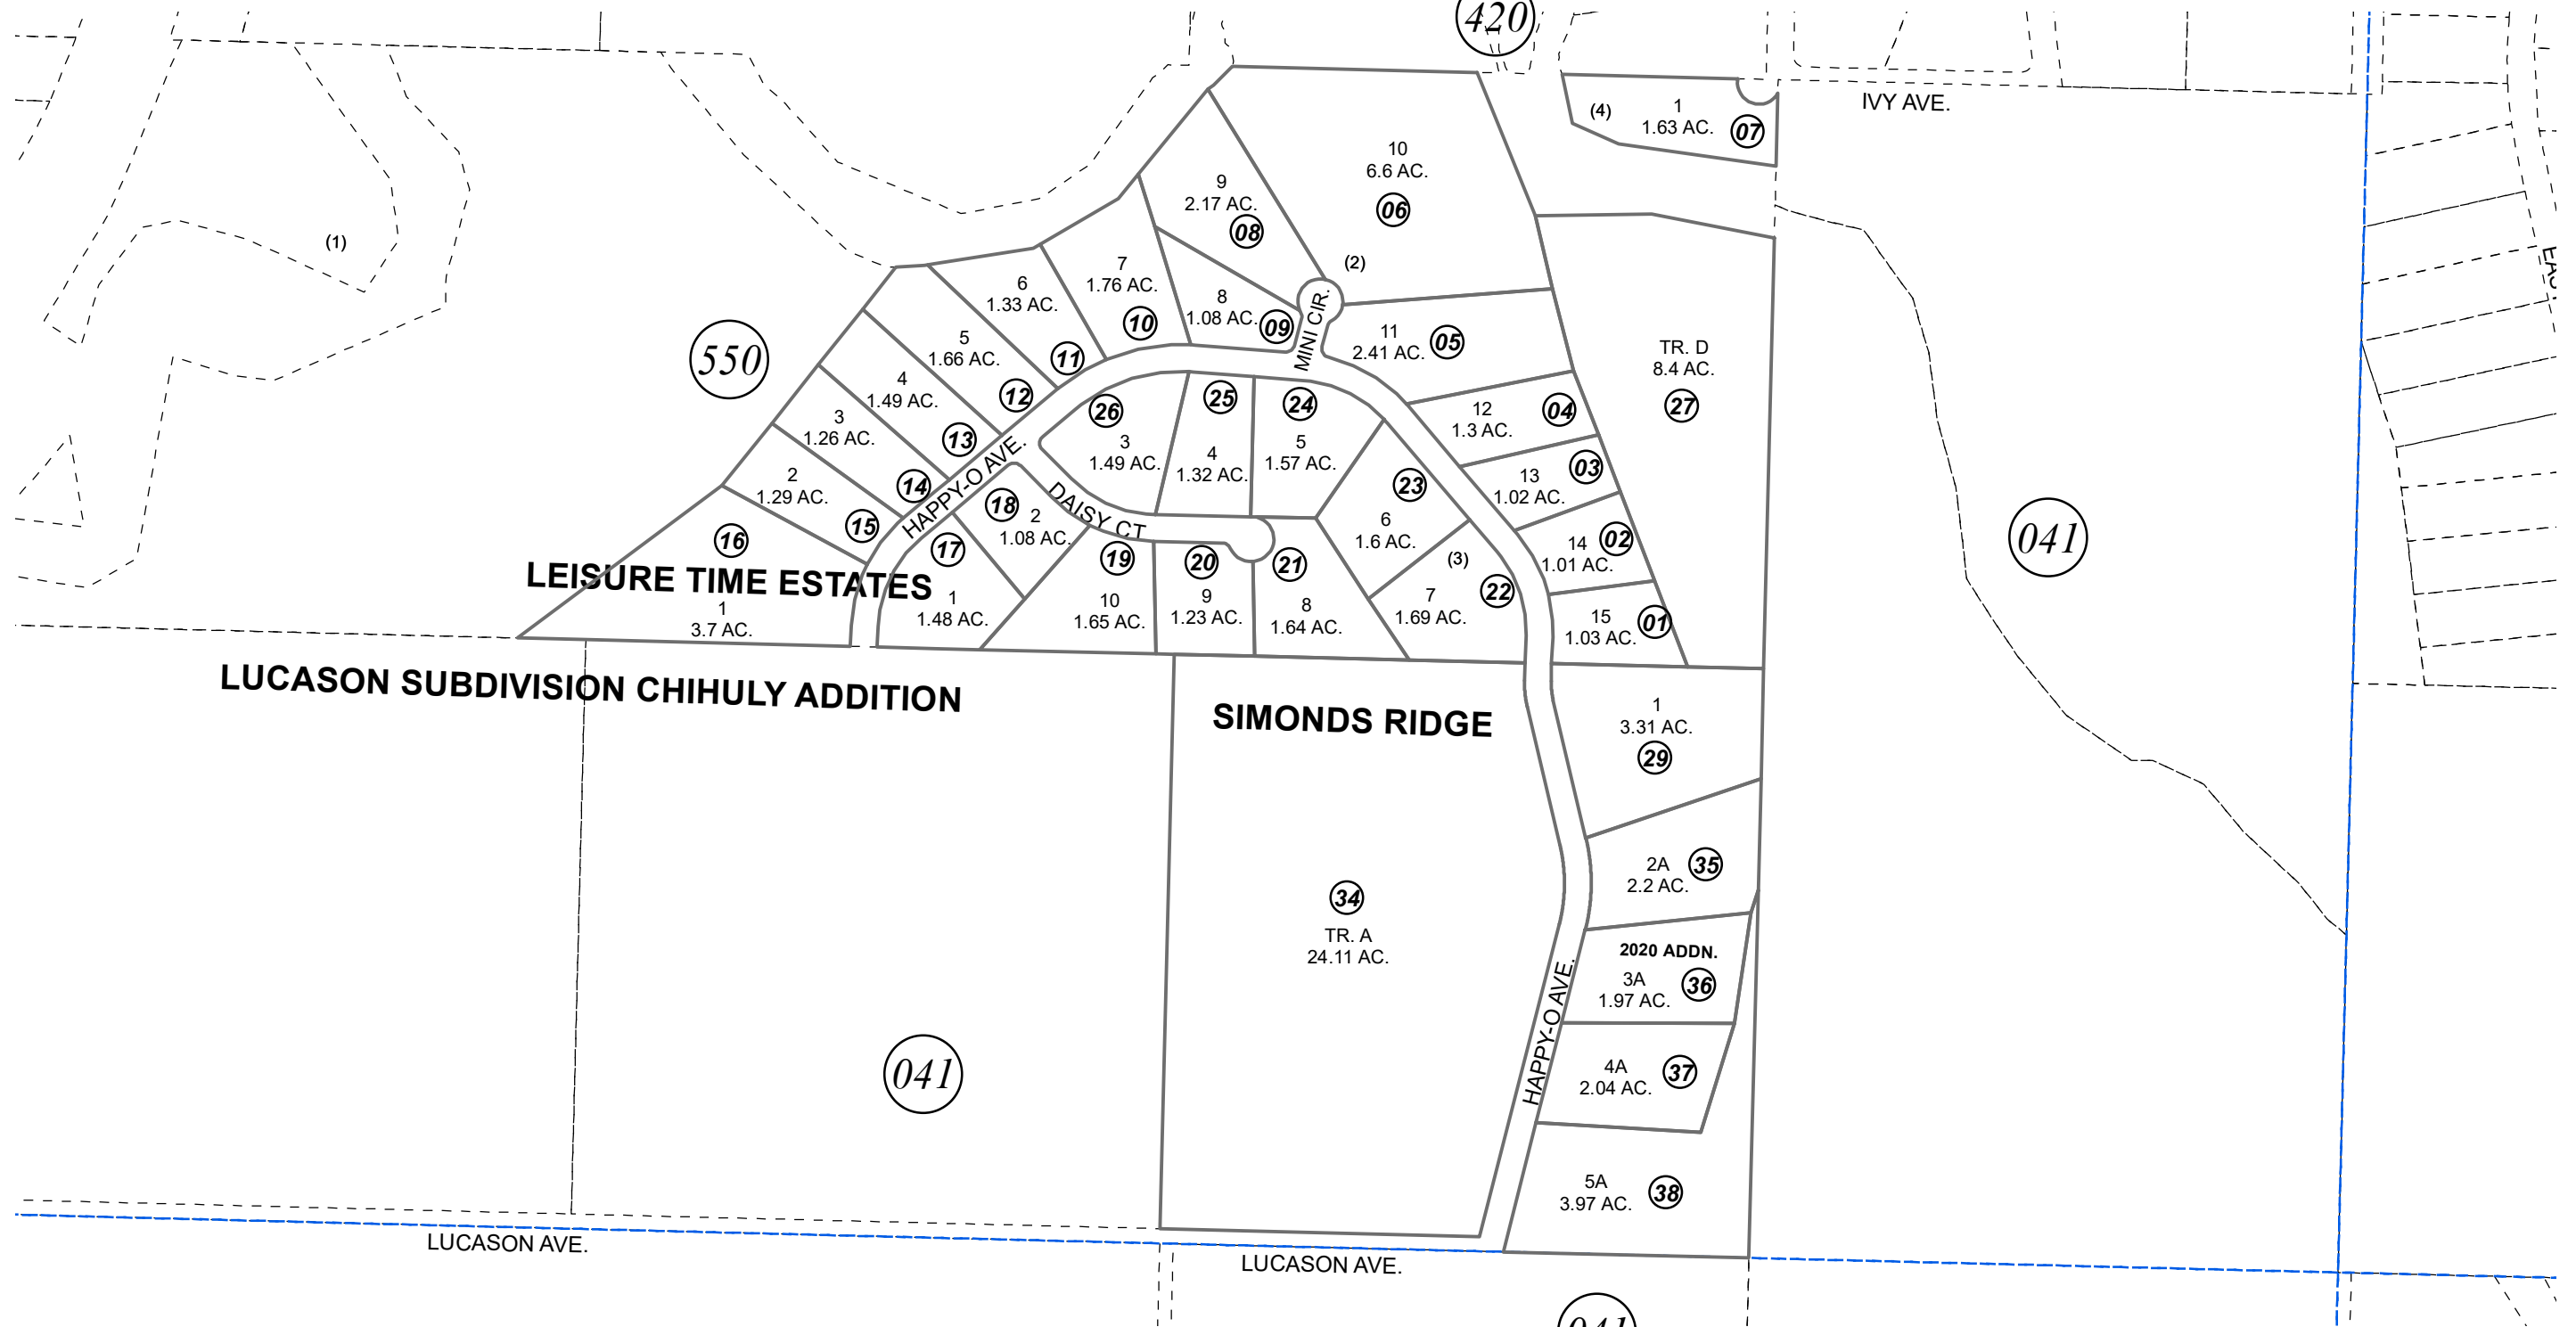 420
IVY AVE.
(4)
1
1.63 AC.
07
10
6.6 AC.
06
9
2.17 AC.
08
(1)
(2)
7
1.76 AC.
10
6
1.33 AC.
11
8
1.08 AC.
09
MINI CIR.
11
2.41 AC.
05
TR. D
8.4 AC.
27
550
5
1.66 AC.
12
4
1.49 AC.
13
3
1.26 AC.
14
2
1.29 AC.
15
26
3
1.49 AC.
25
4
1.32 AC.
24
5
1.57 AC.
12
1.3 AC.
04
13
1.02 AC.
03
14
1.01 AC.
02
15
1.03 AC.
01
23
6
1.6 AC.
(3)
7
1.69 AC.
22
HAPPY-O AVE.
DAISY CT
18
2
1.08 AC.
17
1
1.48 AC.
19
10
1.65 AC.
20
9
1.23 AC.
21
8
1.64 AC.
16
LEISURE TIME ESTATES
1
3.7 AC.
041
LUCASON SUBDIVISION CHIHULY ADDITION
SIMONDS RIDGE
1
3.31 AC.
29
2A
2.2 AC.
35
34
TR. A
24.11 AC.
2020 ADDN.
3A
1.97 AC.
36
HAPPY-O AVE.
4A
2.04 AC.
37
041
5A
3.97 AC.
38
LUCASON AVE.
LUCASON AVE.
041